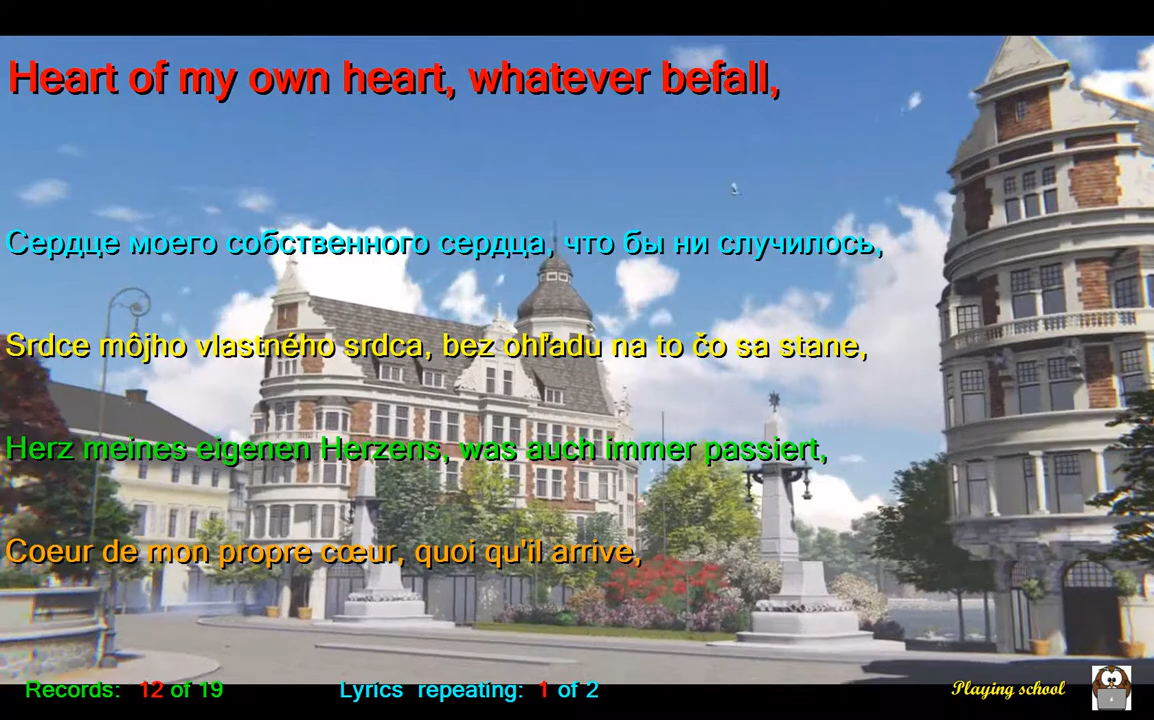 Heart of my own heart, whatever befall,
Сердце моего собственного сердца, что бы ни случилось,
Srdce môjho vlastného srdca, bez ohľadu na to čo sa stane,
Herz meines eigenen Herzens, was auch immer passiert,
Coeur de mon propre cœur, quoi qu'il arrive,
Records: 12 of 19 Lyrics repeating: 1 of 2 Playing school